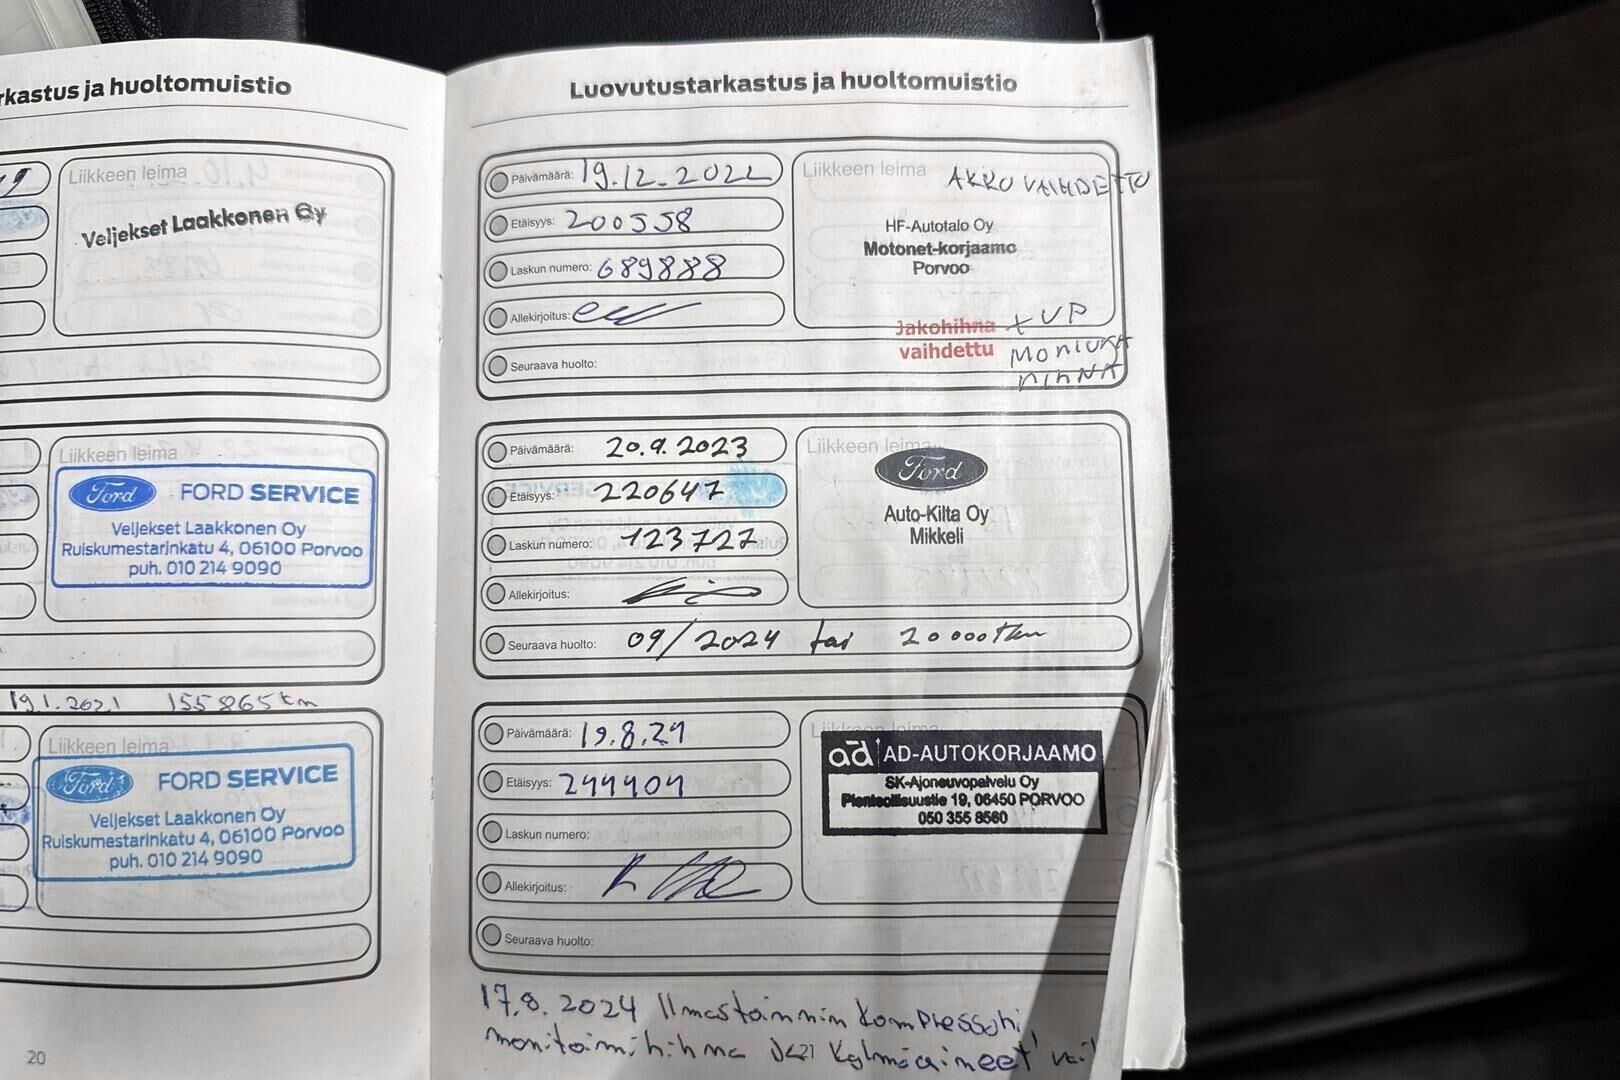 rkastus ja huoltomuistio
Liikkeen leima
Veljekset Laakkonen Oy
Liikkeen leima
Ford FORD SERVICE
Veljekset Laakkonen Oy
Ruiskumestarinkatu 4, 06100 Porvoo
puh. 010 214 9090
19.1.2021 155865km
Liikkeen leima
Ford FORD SERVICE
Veljekset Laakkonen Oy
Ruiskumestarinkatu 4, 06100 Porvoo
puh. 010 214 9090
20
Luovutustarkastus ja huoltomuistio
Päivämäärä: 19.12.2022
Etäisyys: 200558
Laskun numero: 689888
Allekirjoitus:
Seuraava huolto:
Liikkeen leima AKKU VAIHDETTU
HF-Autotalo Oy
Motonet-korjaamo
Porvoo
Jakohihna + VP
vaihdettu MONIURA
HIHNA
Päivämäärä: 20.9.2023
Etäisyys: 220647
Laskun numero: 123727
Allekirjoitus:
Seuraava huolto: 09/2024 tai 20000tkm
Liikkeen leima
Ford
Auto-Kilta Oy
Mikkeli
Päivämäärä: 19.8.24
Etäisyys: 244404
Laskun numero:
Allekirjoitus:
Seuraava huolto:
Liikkeen leima
ad AD-AUTOKORJAAMO
SK-Ajoneuvopalvelu Oy
Pienteollisuustie 19, 06450 PORVOO
050 355 8560
17.8.2024 Ilmastoinnin kompressori
monitoimihihna ja kylmäaineet